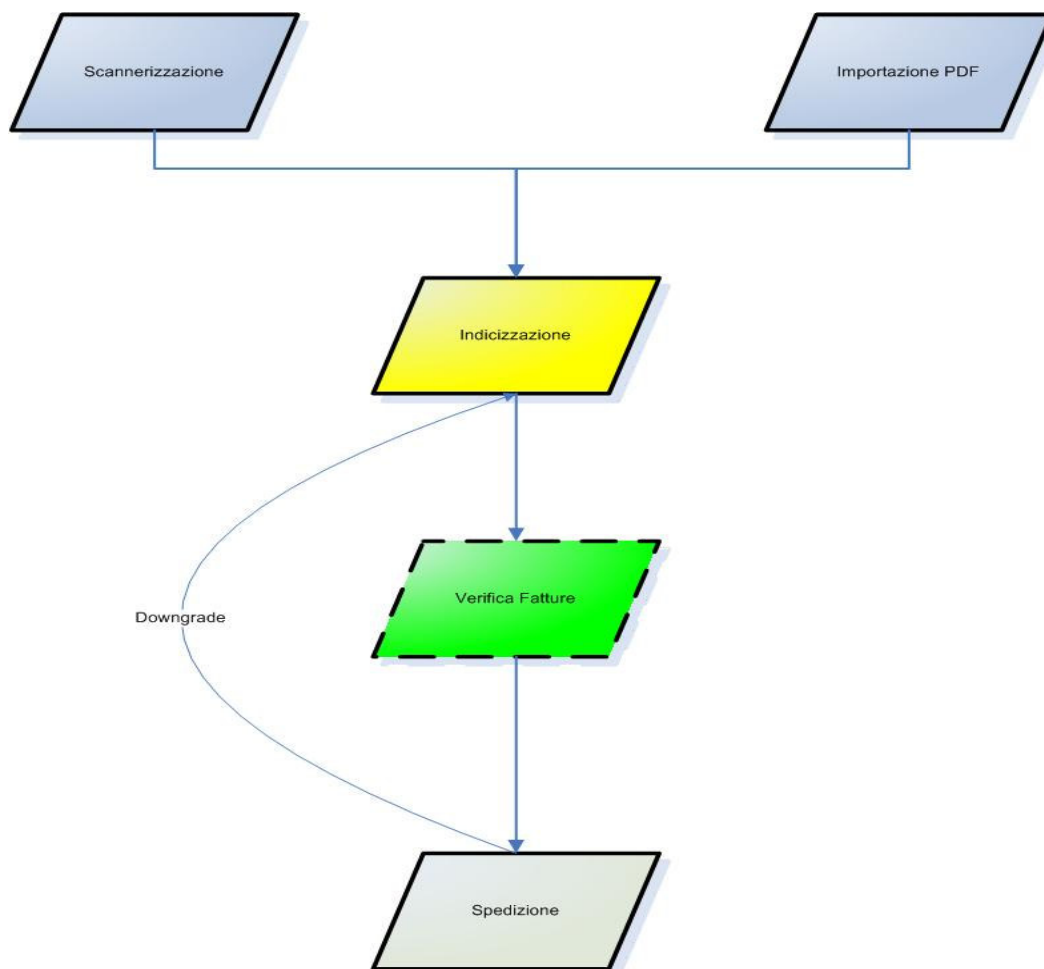 Scannerizzazione
Importazione PDF
Indicizzazione
Verifica Fatture
Downgrade
Spedizione